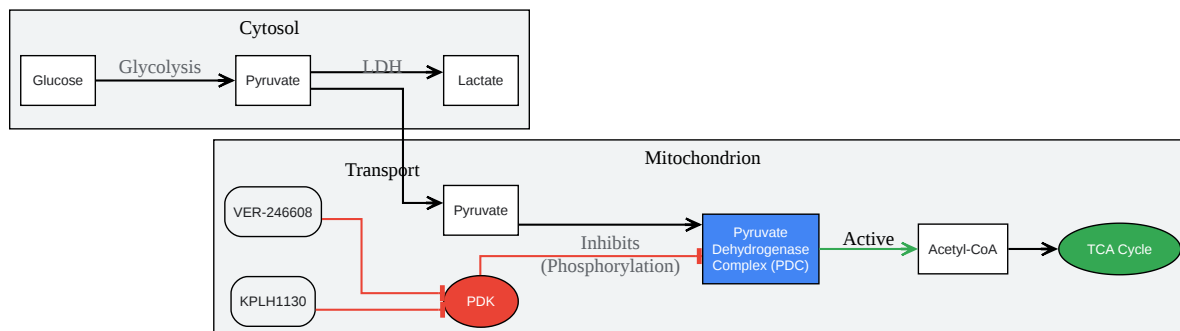 Cytosol
Glucose
Glycolysis
Pyruvate
LDH
Lactate
Mitochondrion
Transport
VER-246608
Pyruvate
Inhibits
(Phosphorylation)
Pyruvate
Dehydrogenase
Complex (PDC)
Active
Acetyl-CoA
TCA Cycle
KPLH1130
PDK